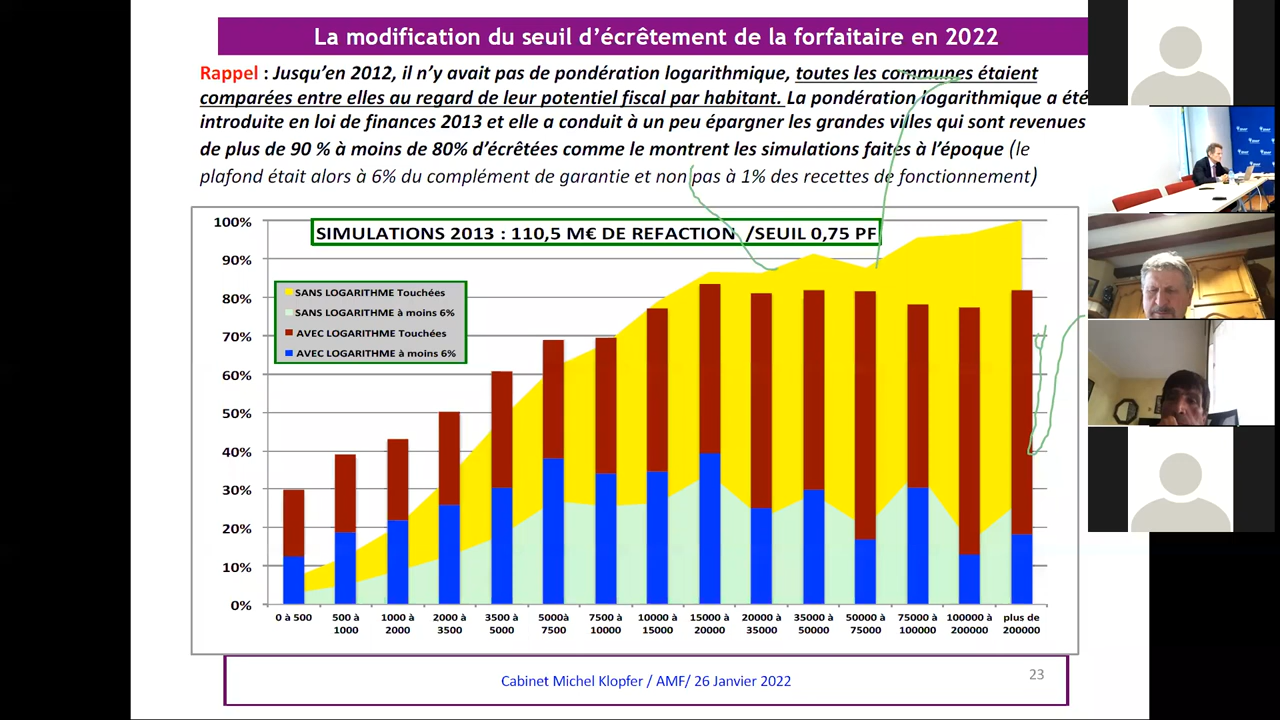 La modification du seuil d'écrêtement de la forfaitaire en 2022
Rappel : Jusqu'en 2012, il n'y avait pas de pondération logarithmique, toutes les communes étaient
comparées entre elles au regard de leur potentiel fiscal par habitant. La pondération logarithmique a été
introduite en loi de finances 2013 et elle a conduit à un peu épargner les grandes villes qui sont revenues
de plus de 90 % à moins de 80% d'écrêtées comme le montrent les simulations faites à l'époque (le
plafond était alors à 6% du complément de garantie et non pas à 1% des recettes de fonctionnement)
SIMULATIONS 2013 : 110,5 M€ DE REFACTION /SEUIL 0,75 PF
100%
90%
80%
70%
60%
50%
40%
30%
20%
10%
0%
SANS LOGARITHME Touchées
SANS LOGARITHME à moins 6%
AVEC LOGARITHME Touchées
AVEC LOGARITHME à moins 6%
0 à 500
500 à 1000
1000 à 2000
2000 à 3500
3500 à 5000
5000à 7500
7500 à 10000
10000 à 15000
15000 à 20000
20000 à 35000
35000 à 50000
50000 à 75000
75000 à 100000
100000 à 200000
plus de 200000
Cabinet Michel Klopfer / AMF/ 26 Janvier 2022
23